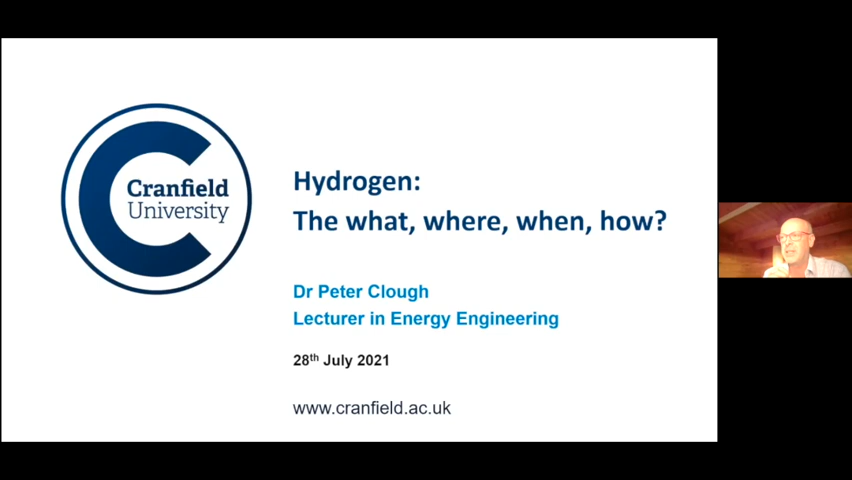 Cranfield
University
Hydrogen:
The what, where, when, how?
Dr Peter Clough
Lecturer in Energy Engineering
28th July 2021
www.cranfield.ac.uk